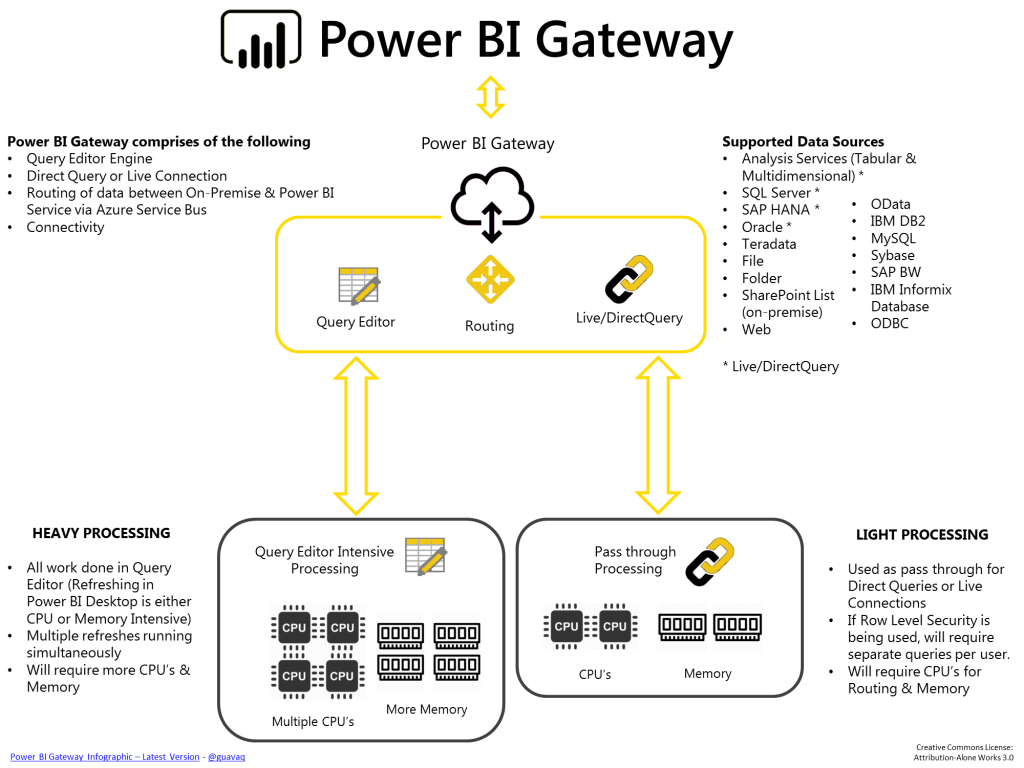 Power BI Gateway
Power BI Gateway
Power BI Gateway comprises of the following
• Query Editor Engine
• Direct Query or Live Connection
• Routing of data between On-Premise & Power BI
Service via Azure Service Bus
• Connectivity
Supported Data Sources
• Analysis Services (Tabular &
Multidimensional) *
• SQL Server *
• SAP HANA *
• Oracle *
• Teradata
• File
• Folder
• SharePoint List
(on-premise)
• Web
• OData
• IBM DB2
• MySQL
• Sybase
• SAP BW
• IBM Informix
Database
• ODBC
* Live/DirectQuery
Query Editor
Routing
Live/DirectQuery
HEAVY PROCESSING
• All work done in Query
Editor (Refreshing in
Power BI Desktop is either
CPU or Memory Intensive)
• Multiple refreshes running
simultaneously
• Will require more CPU's &
Memory
Query Editor Intensive
Processing
CPU
CPU
CPU
CPU
Multiple CPU's
More Memory
Pass through
Processing
CPU
CPU
CPU's
Memory
LIGHT PROCESSING
• Used as pass through for
Direct Queries or Live
Connections
• If Row Level Security is
being used, will require
separate queries per user.
• Will require CPU's for
Routing & Memory
Power BI Gateway Infographic – Latest Version - @guavaq
Creative Commons License:
Attribution-Alone Works 3.0